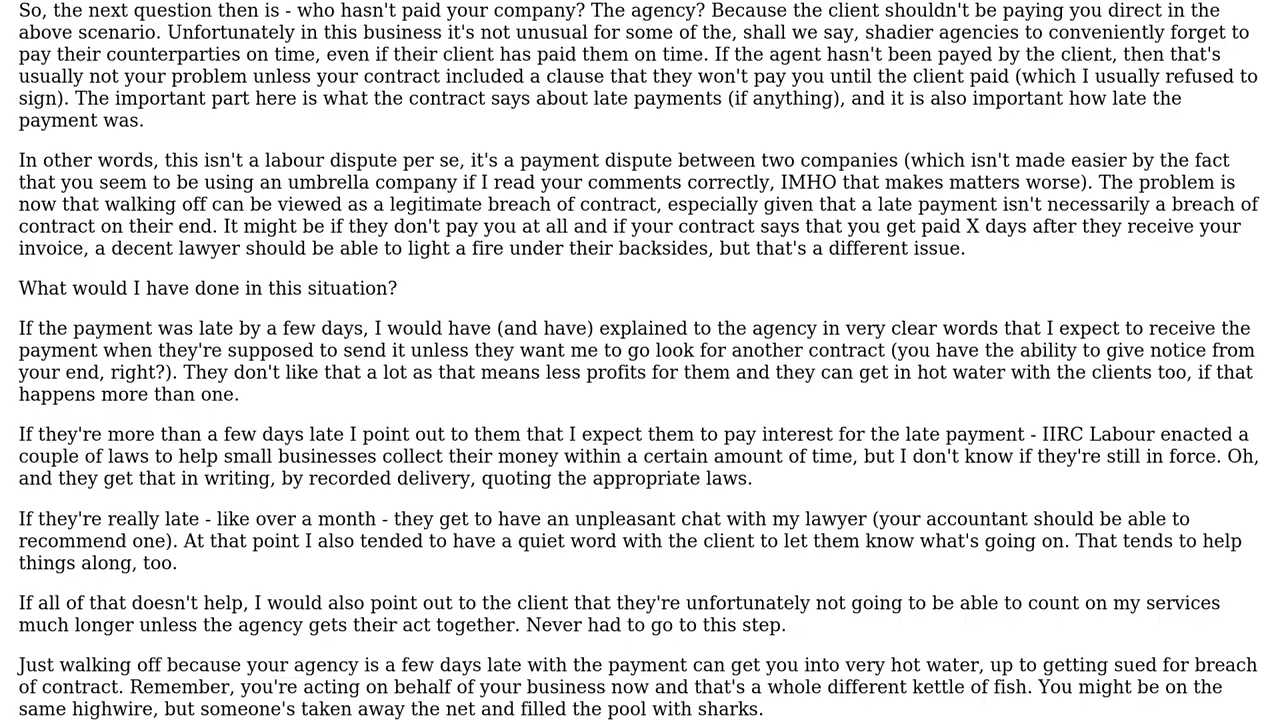 So, the next question then is - who hasn't paid your company? The agency? Because the client shouldn't be paying you direct in the
above scenario. Unfortunately in this business it's not unusual for some of the, shall we say, shadier agencies to conveniently forget to
pay their counterparties on time, even if their client has paid them on time. If the agent hasn't been payed by the client, then that's
usually not your problem unless your contract included a clause that they won't pay you until the client paid (which I usually refused to
sign). The important part here is what the contract says about late payments (if anything), and it is also important how late the
payment was.
In other words, this isn't a labour dispute per se, it's a payment dispute between two companies (which isn't made easier by the fact
that you seem to be using an umbrella company if I read your comments correctly, IMHO that makes matters worse). The problem is
now that walking off can be viewed as a legitimate breach of contract, especially given that a late payment isn't necessarily a breach of
contract on their end. It might be if they don't pay you at all and if your contract says that you get paid X days after they receive your
invoice, a decent lawyer should be able to light a fire under their backsides, but that's a different issue.
What would I have done in this situation?
If the payment was late by a few days, I would have (and have) explained to the agency in very clear words that I expect to receive the
payment when they're supposed to send it unless they want me to go look for another contract (you have the ability to give notice from
your end, right?). They don't like that a lot as that means less profits for them and they can get in hot water with the clients too, if that
happens more than one.
If they're more than a few days late I point out to them that I expect them to pay interest for the late payment - IIRC Labour enacted a
couple of laws to help small businesses collect their money within a certain amount of time, but I don't know if they're still in force. Oh,
and they get that in writing, by recorded delivery, quoting the appropriate laws.
If they're really late - like over a month - they get to have an unpleasant chat with my lawyer (your accountant should be able to
recommend one). At that point I also tended to have a quiet word with the client to let them know what's going on. That tends to help
things along, too.
If all of that doesn't help, I would also point out to the client that they're unfortunately not going to be able to count on my services
much longer unless the agency gets their act together. Never had to go to this step.
Just walking off because your agency is a few days late with the payment can get you into very hot water, up to getting sued for breach
of contract. Remember, you're acting on behalf of your business now and that's a whole different kettle of fish. You might be on the
same highwire, but someone's taken away the net and filled the pool with sharks.